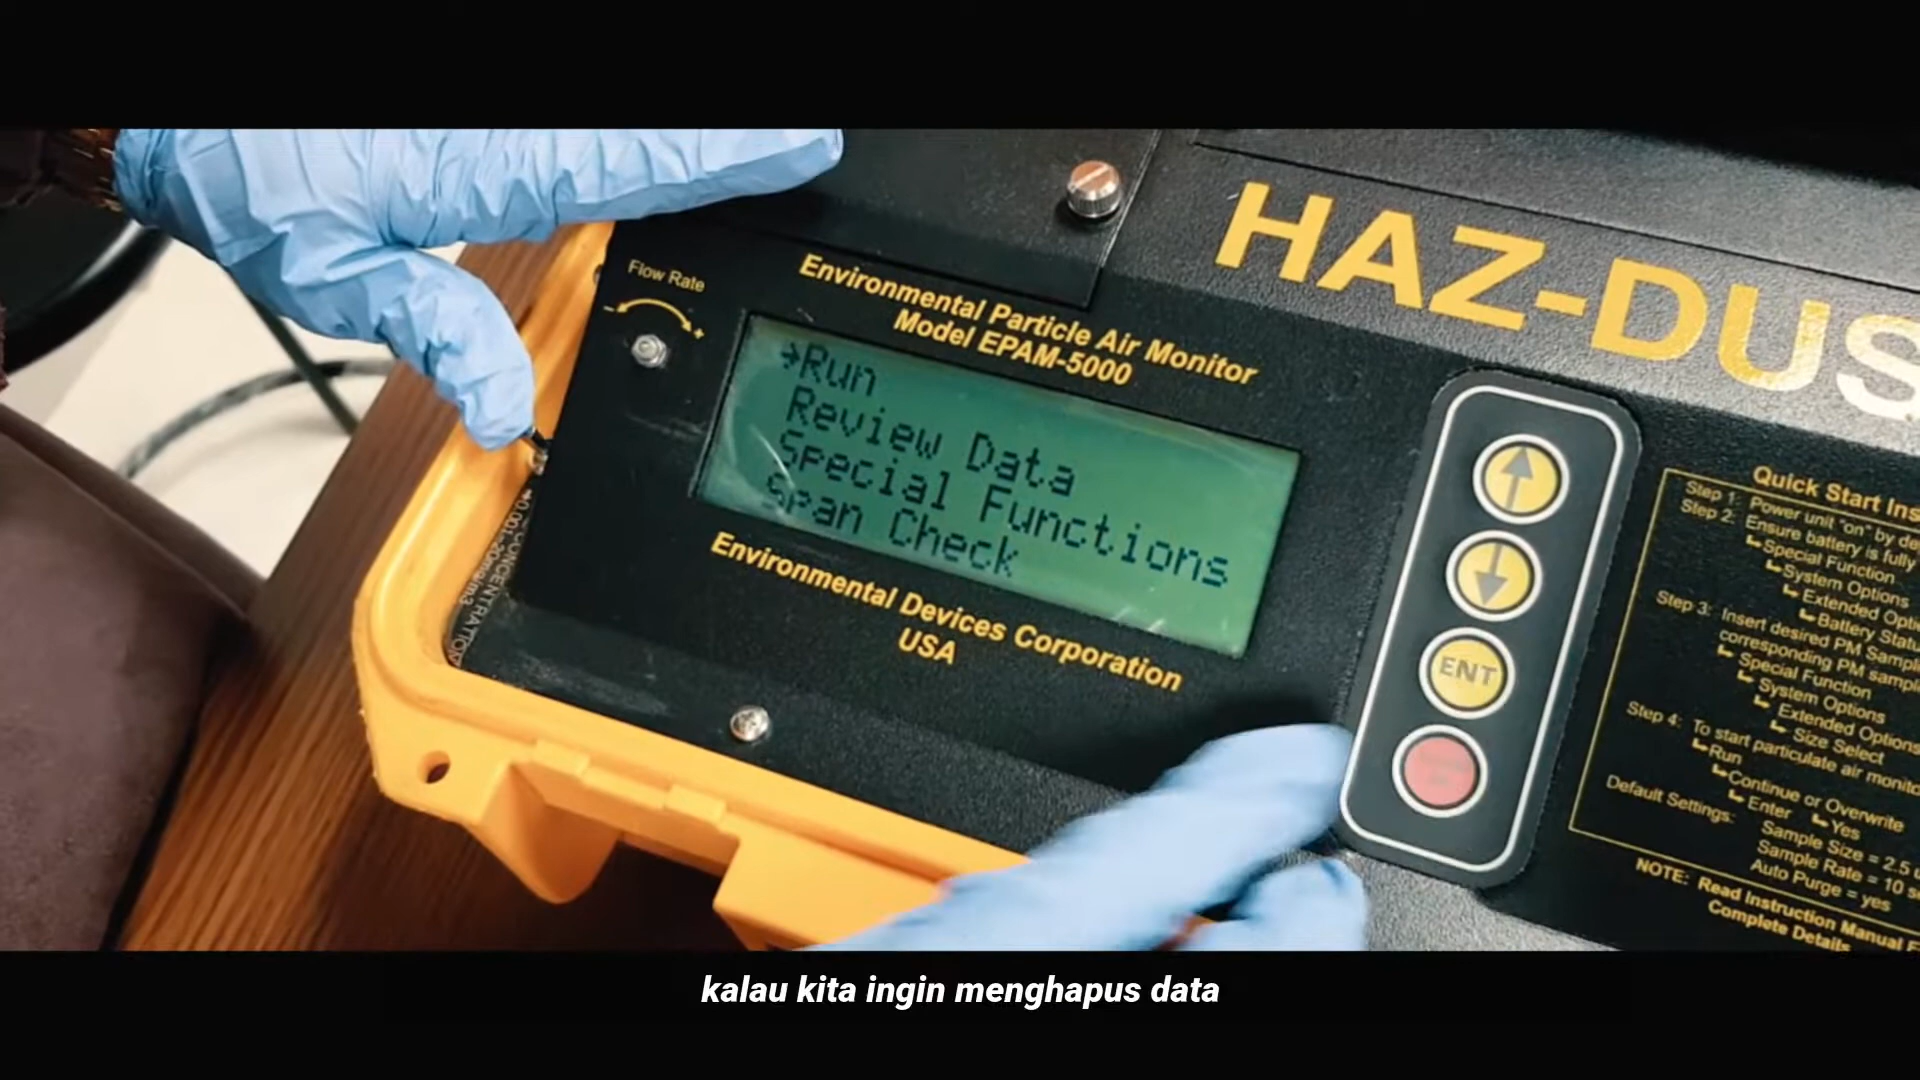 HAZ-DUS
Flow Rate
- +
Environmental Particle Air Monitor
Model EPAM-5000
→Run
Review Data
Special Functions
Span Check
Environmental Devices Corporation
USA
ENT
Quick Start Ins
Step 1: Power unit "on" by de
Step 2: Ensure battery is fully
Special Function
System Options
Extended Optio
Battery Statu
Step 3: Insert desired PM Sampl
corresponding PM sample
Special Function
System Options
Extended Options
Size Select
Step 4: To start particulate air monito
Run
Continue or Overwrite
Enter Yes
Default Settings: Sample Size = 2.5 u
Sample Rate = 10 se
Auto Purge = yes
NOTE: Read Instruction Manual F
Complete Details
kalau kita ingin menghapus data